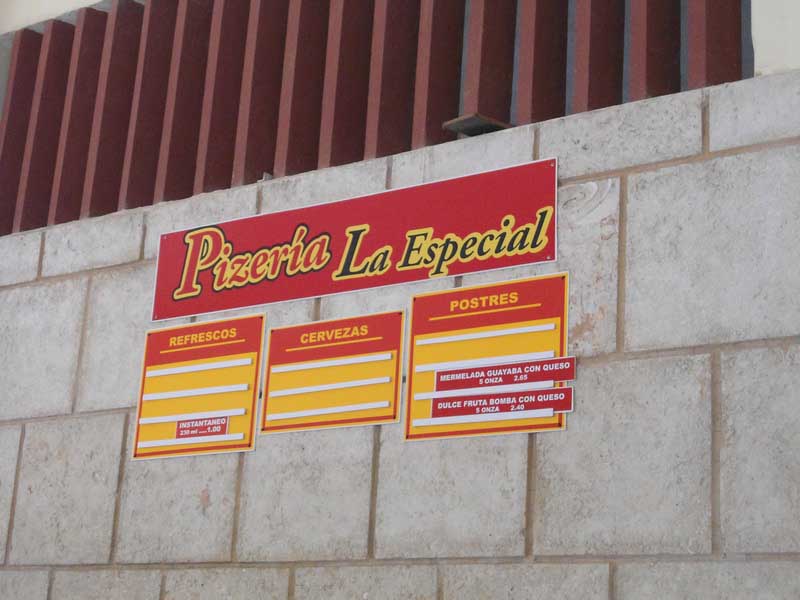 Pizería La Especial
REFRESCOS
INSTANTANEO
230 ml ....... 1.00
CERVEZAS
POSTRES
MERMELADA GUAYABA CON QUESO
5 ONZA 2.65
DULCE FRUTA BOMBA CON QUESO
5 ONZA 2.40